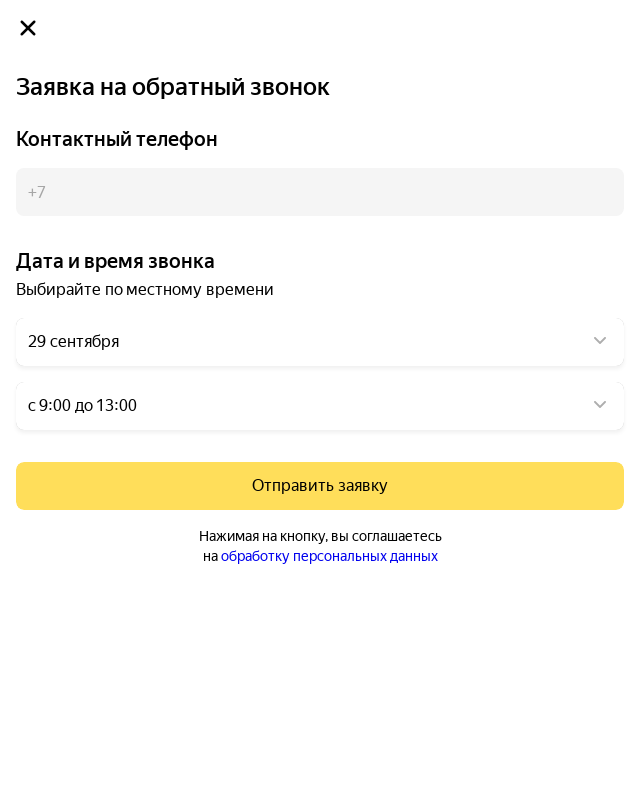 Заявка на обратный звонок
Контактный телефон
+7
Дата и время звонка
Выбирайте по местному времени
29 сентября
с 9:00 до 13:00
Отправить заявку
Нажимая на кнопку, вы соглашаетесь
на обработку персональных данных